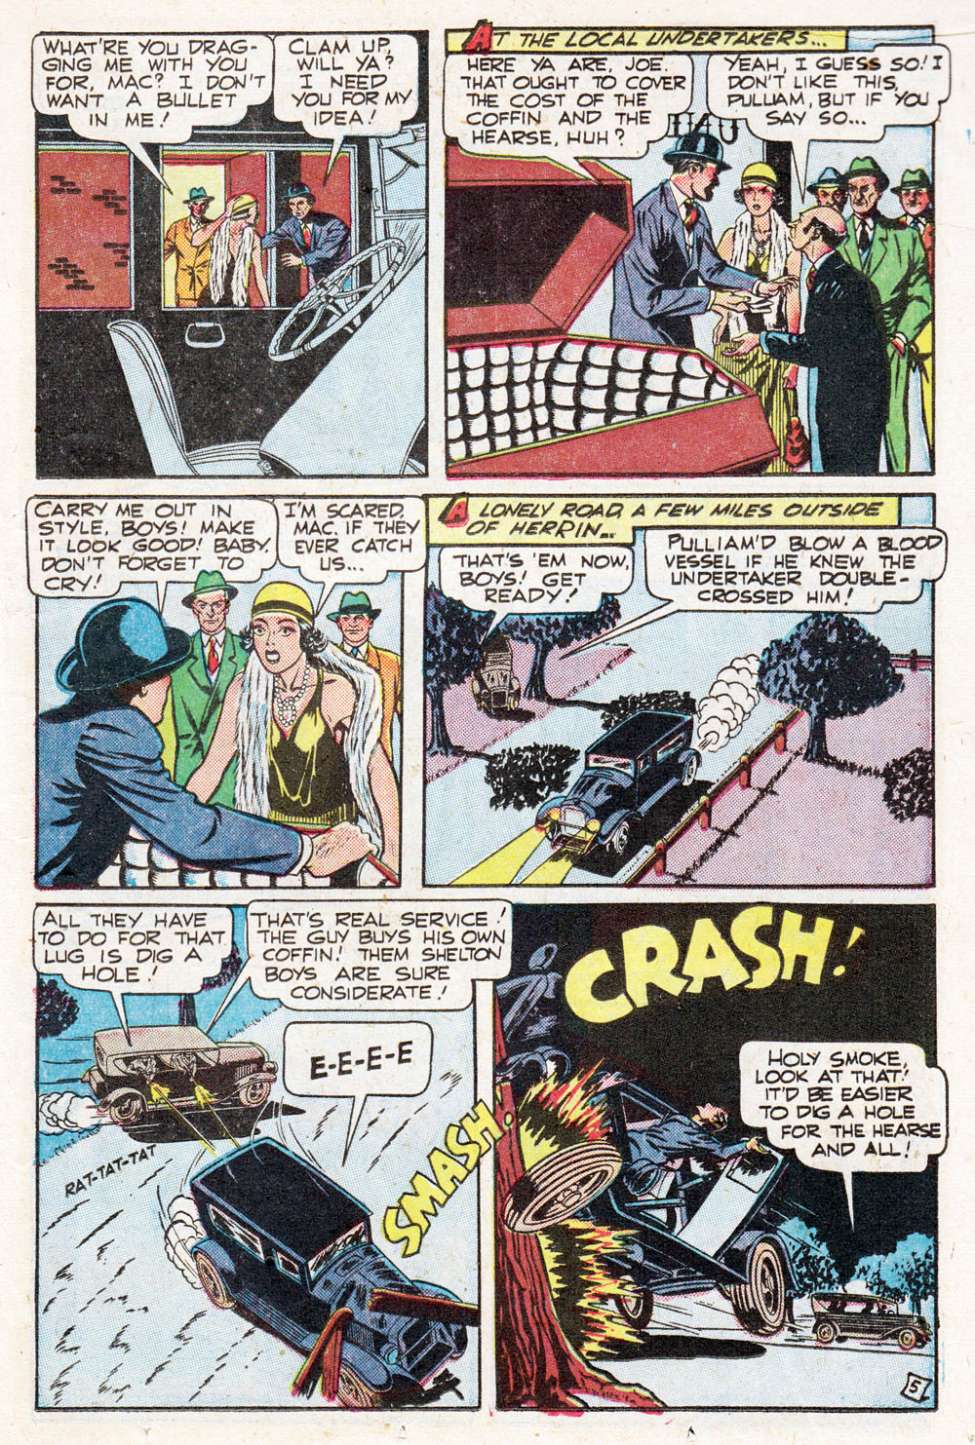 WHAT'RE YOU DRAG-
GING ME WITH YOU
FOR, MAC? I DON'T
WANT A BULLET
IN ME!
CLAM UP,
WILL YA?
I NEED
YOU FOR MY
IDEA!
AT THE LOCAL UNDERTAKERS...
HERE YA ARE, JOE.
THAT OUGHT TO COVER
THE COST OF THE
COFFIN AND THE
HEARSE, HUH?
YEAH, I GUESS SO! I
DON'T LIKE THIS,
PULLIAM, BUT IF YOU
SAY SO...
CARRY ME OUT IN
STYLE, BOYS! MAKE
IT LOOK GOOD! BABY,
DON'T FORGET TO
CRY!
I'M SCARED,
MAC. IF THEY
EVER CATCH
US...
A LONELY ROAD, A FEW MILES OUTSIDE
OF HERRIN...
THAT'S 'EM NOW,
BOYS! GET
READY!
PULLIAM'D BLOW A BLOOD
VESSEL IF HE KNEW THE
UNDERTAKER DOUBLE-
CROSSED HIM!
ALL THEY HAVE
TO DO FOR THAT
LUG IS DIG A
HOLE!
THAT'S REAL SERVICE!
THE GUY BUYS HIS OWN
COFFIN! THEM SHELTON
BOYS ARE SURE
CONSIDERATE!
E-E-E-E
RAT-TAT-TAT
SMASH!
CRASH!
HOLY SMOKE,
LOOK AT THAT!
IT'D BE EASIER
TO DIG A HOLE
FOR THE HEARSE
AND ALL!
5